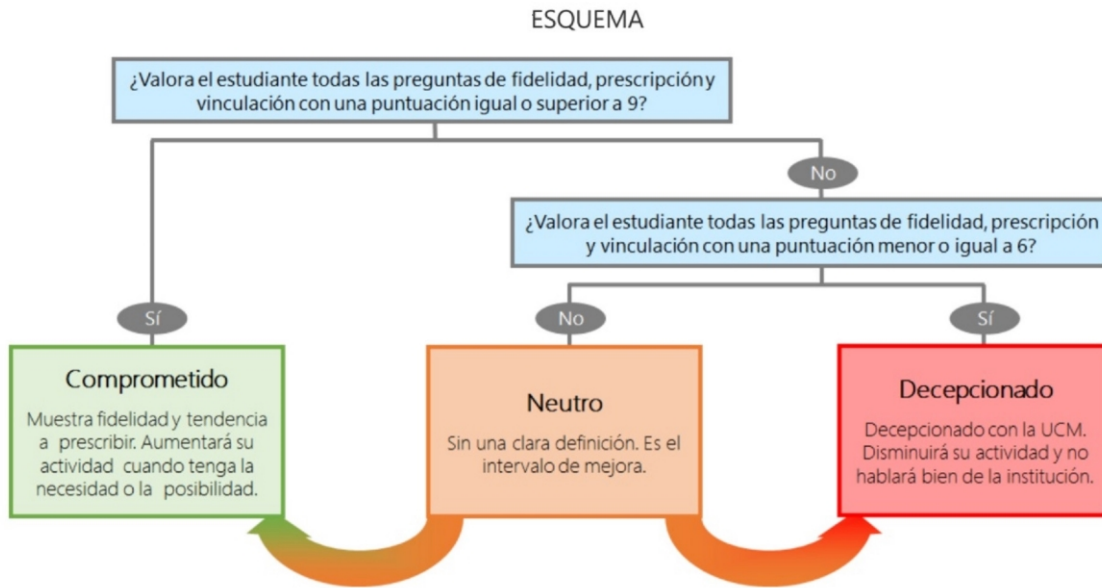 ESQUEMA
¿Valora el estudiante todas las preguntas de fidelidad, prescripción y
vinculación con una puntuación igual o superior a 9?
No
¿Valora el estudiante todas las preguntas de fidelidad, prescripción
y vinculación con una puntuación menor o igual a 6?
Sí
No
Sí
Comprometido
Muestra fidelidad y tendencia
a prescribir. Aumentará su
actividad cuando tenga la
necesidad o la posibilidad.
Neutro
Sin una clara definición. Es el
intervalo de mejora.
Decepcionado
Decepcionado con la UCM.
Disminuirá su actividad y no
hablará bien de la institución.